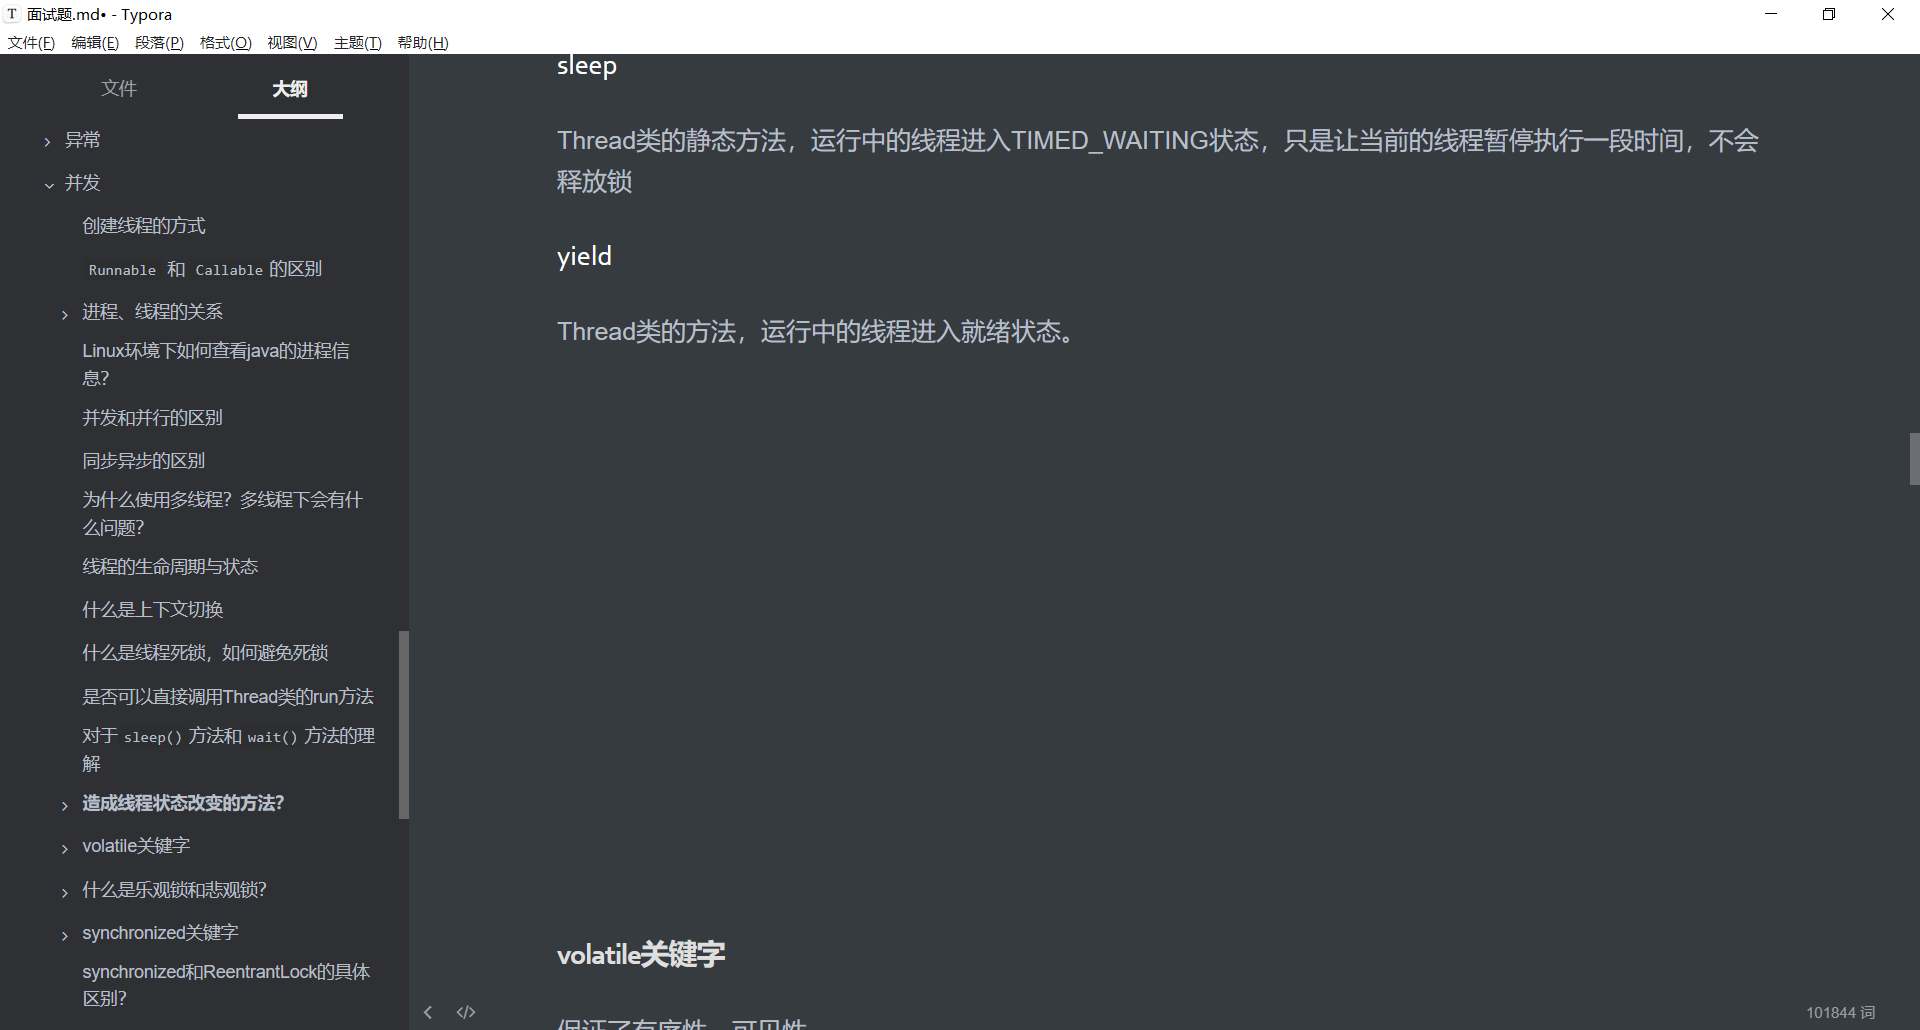 面试题.md• - Typora
文件(F) 编辑(E) 段落(P) 格式(O) 视图(V) 主题(T) 帮助(H)
文件 大纲
异常
并发
创建线程的方式
Runnable 和 Callable 的区别
进程、线程的关系
Linux环境下如何查看java的进程信
息?
并发和并行的区别
同步异步的区别
为什么使用多线程? 多线程下会有什
么问题?
线程的生命周期与状态
什么是上下文切换
什么是线程死锁，如何避免死锁
是否可以直接调用Thread类的run方法
对于 sleep() 方法和 wait() 方法的理
解
造成线程状态改变的方法?
volatile关键字
什么是乐观锁和悲观锁?
synchronized关键字
synchronized和ReentrantLock的具体
区别?
sleep
Thread类的静态方法，运行中的线程进入TIMED_WAITING状态，只是让当前的线程暂停执行一段时间，不会
释放锁
yield
Thread类的方法，运行中的线程进入就绪状态。
volatile关键字
保证了有序性、可见性
101844 词